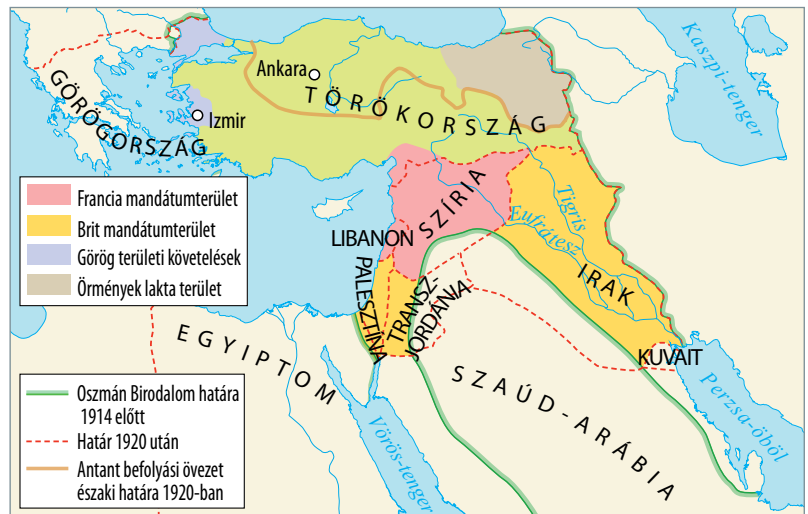 Kaszpi-tenger
Ankara
GÖRÖGORSZÁG
TÖRÖKORSZÁG
Izmir
Francia mandátumterület
Brit mandátumterület
Görög területi követelések
Örmények lakta terület
SZÍRIA
Tigris
Eufrátesz
LIBANON
IRAK
PALESZTINA
TRANSZ-
JORDÁNIA
EGYIPTOM
KUVAIT
SZAÚD-ARÁBIA
Perzsa-öböl
Vörös-tenger
Oszmán Birodalom határa
1914 előtt
Határ 1920 után
Antant befolyási övezet
északi határa 1920-ban